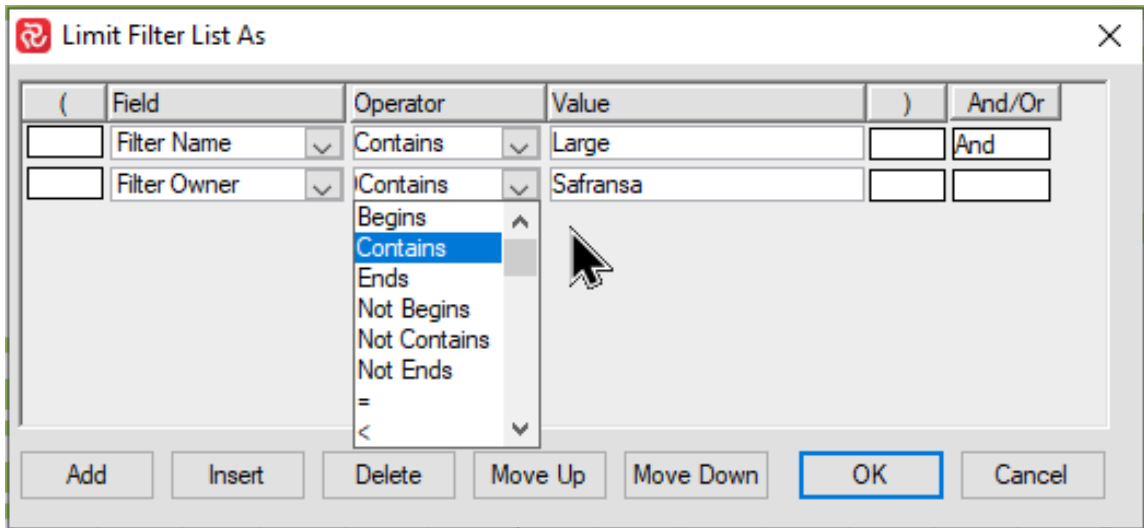 Limit Filter List As
( Field Operator Value ) And/Or
Filter Name Contains Large And
Filter Owner Contains Safransa
Begins
Contains
Ends
Not Begins
Not Contains
Not Ends
=
<
Add Insert Delete Move Up Move Down OK Cancel